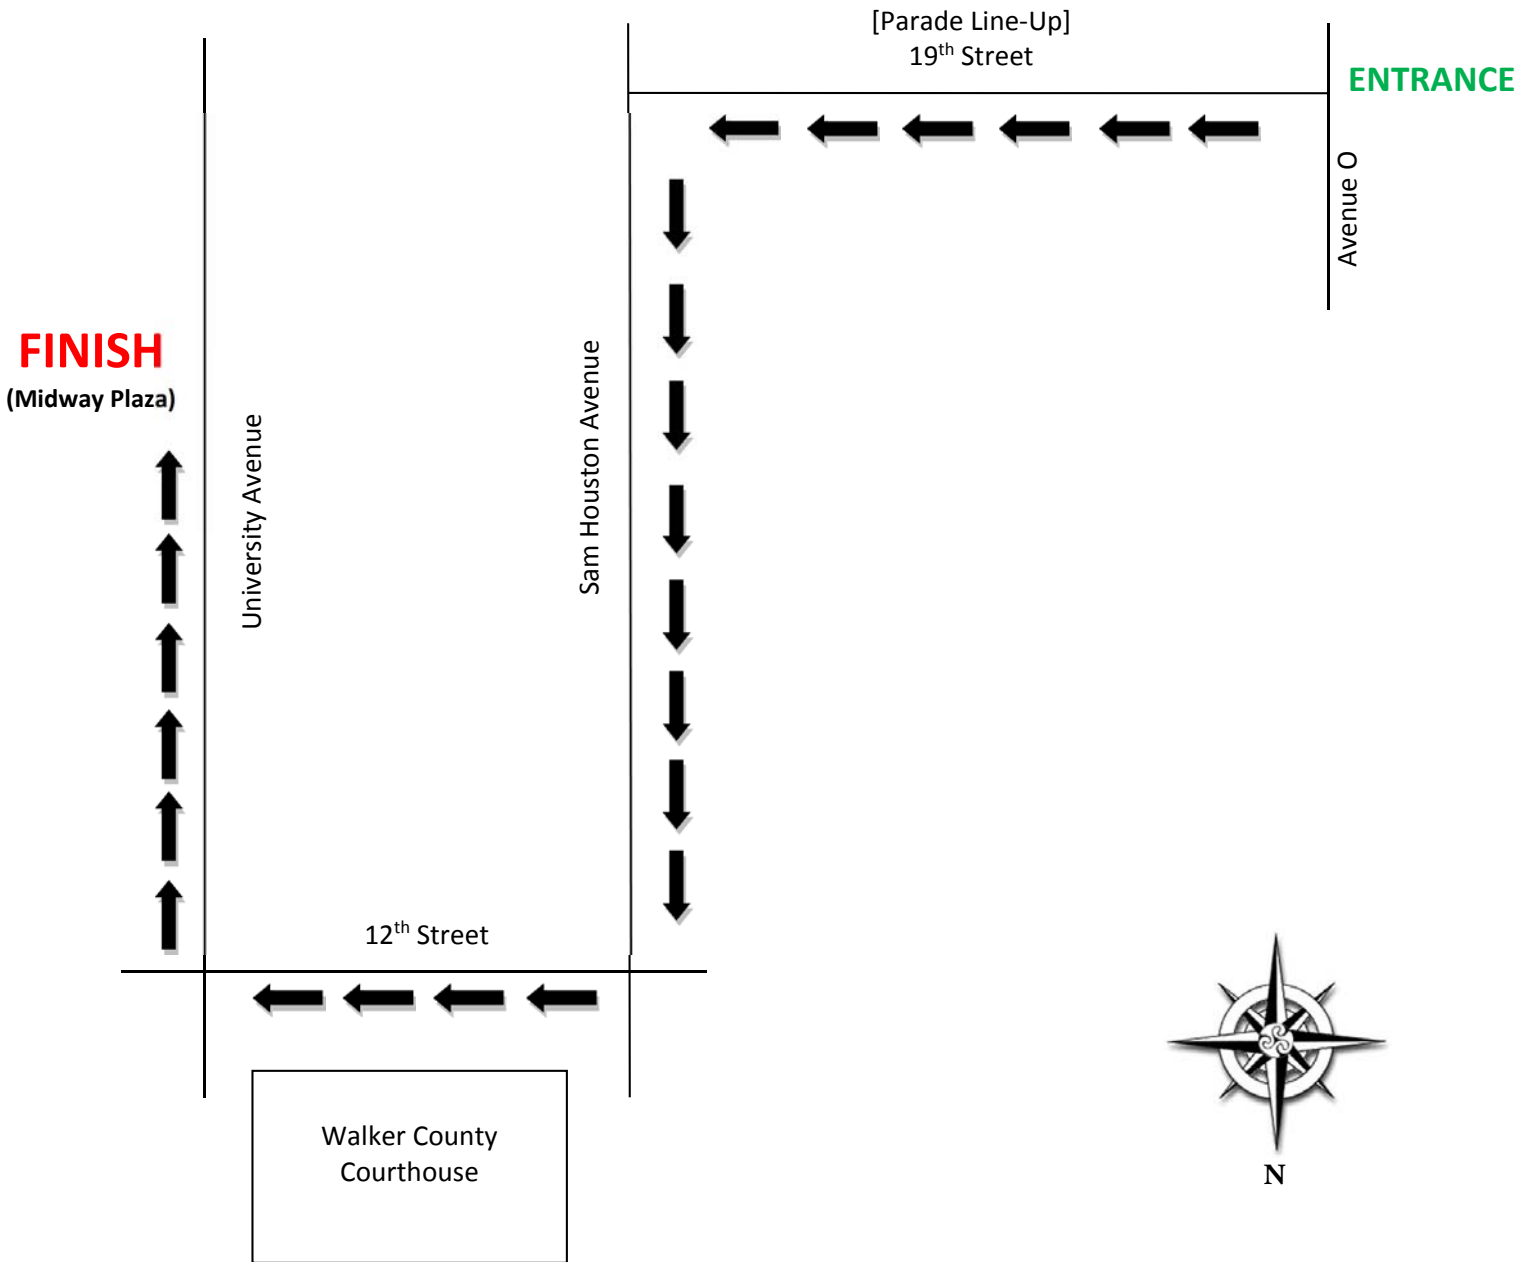 [Parade Line-Up]
19th Street
ENTRANCE
Avenue O
FINISH
(Midway Plaza)
University Avenue
Sam Houston Avenue
12th Street
Walker County
Courthouse
N